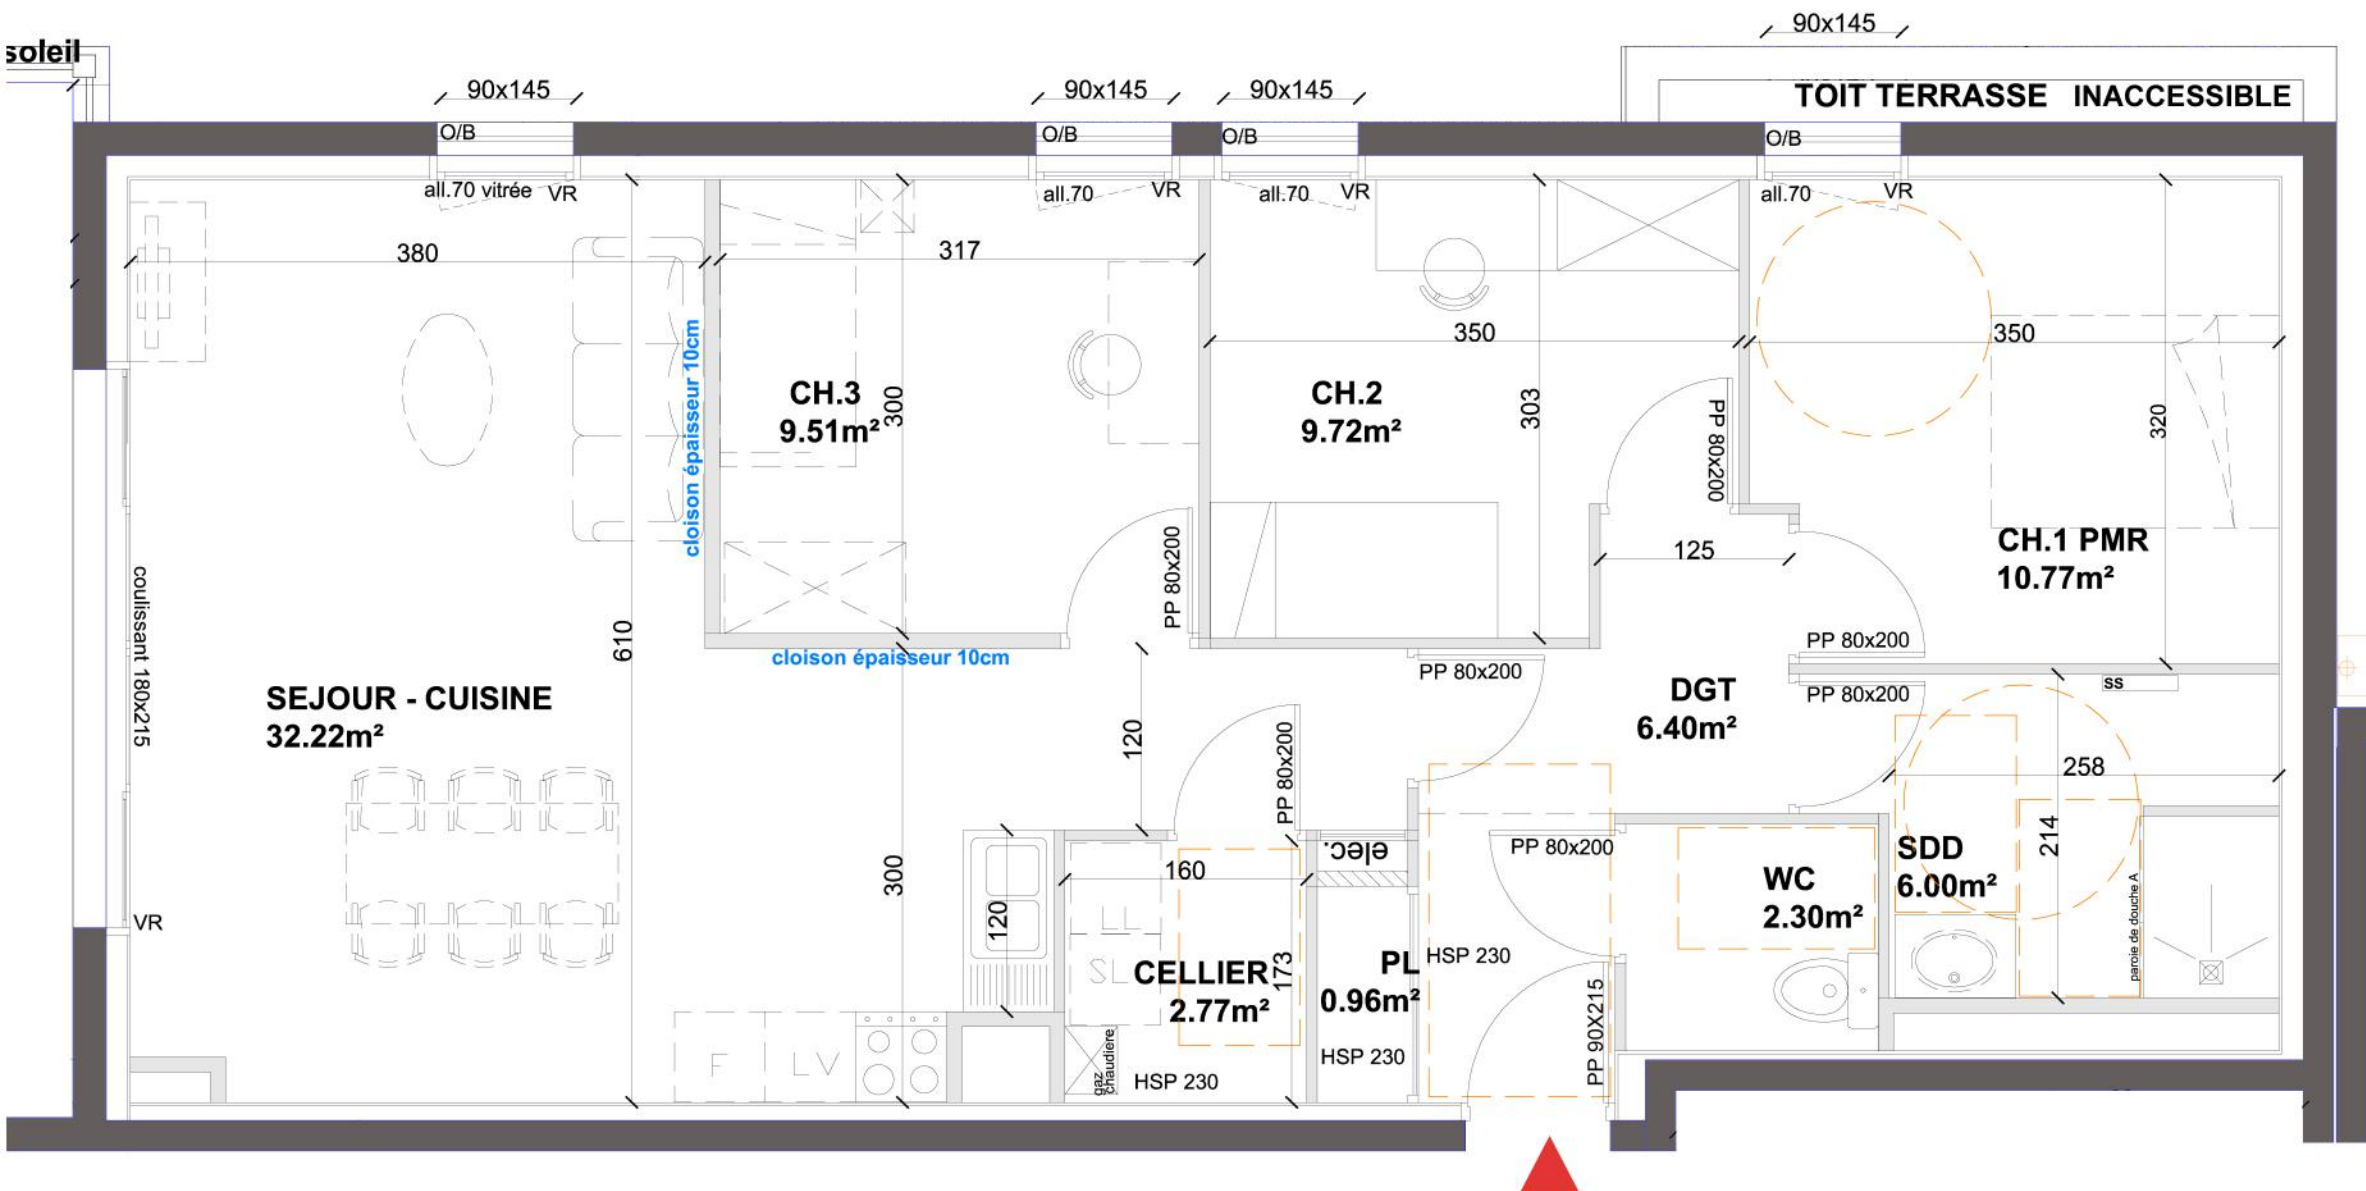 90x145
soleil
90x145
90x145
90x145
TOIT TERRASSE INACCESSIBLE
O/B
O/B
O/B
O/B
all.70 vitrée VR
all.70 VR
all.70 VR
all.70 VR
380
317
350
350
cloison épaisseur 10cm
CH.3
9.51m²
300
CH.2
9.72m²
303
PP 80x200
320
CH.1 PMR
10.77m²
125
PP 80x200
coulissant 180x215
610
cloison épaisseur 10cm
PP 80x200
PP 80x200
SEJOUR - CUISINE
32.22m²
DGT
6.40m²
PP 80x200
SS
120
PP 80x200
258
214
VR
300
120
160
elec.
PP 80x200
WC
2.30m²
SDD
6.00m²
paroie de douche A
LL
SL
CELLIER
2.77m²
173
PL
0.96m²
HSP 230
HSP 230
PP 90X215
F
LV
gaz
chaudiere
HSP 230